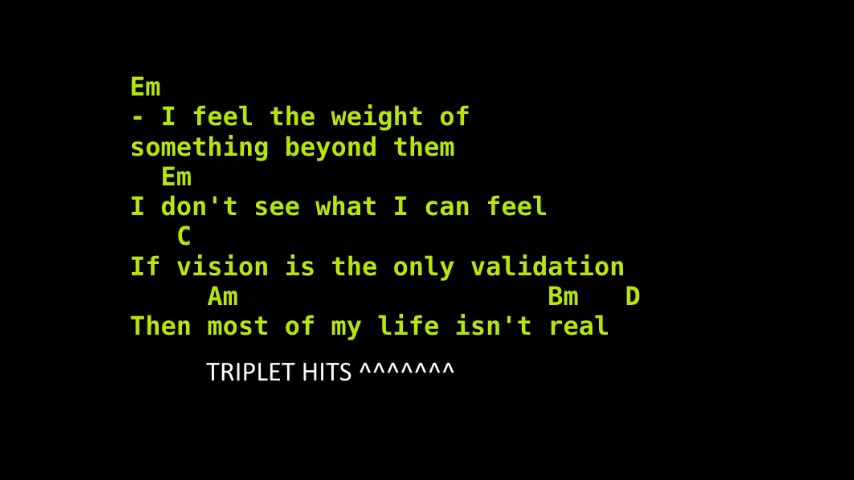 Em
- I feel the weight of
something beyond them
Em
I don't see what I can feel
C
If vision is the only validation
Am Bm D
Then most of my life isn't real
TRIPLET HITS ^^^^^^^